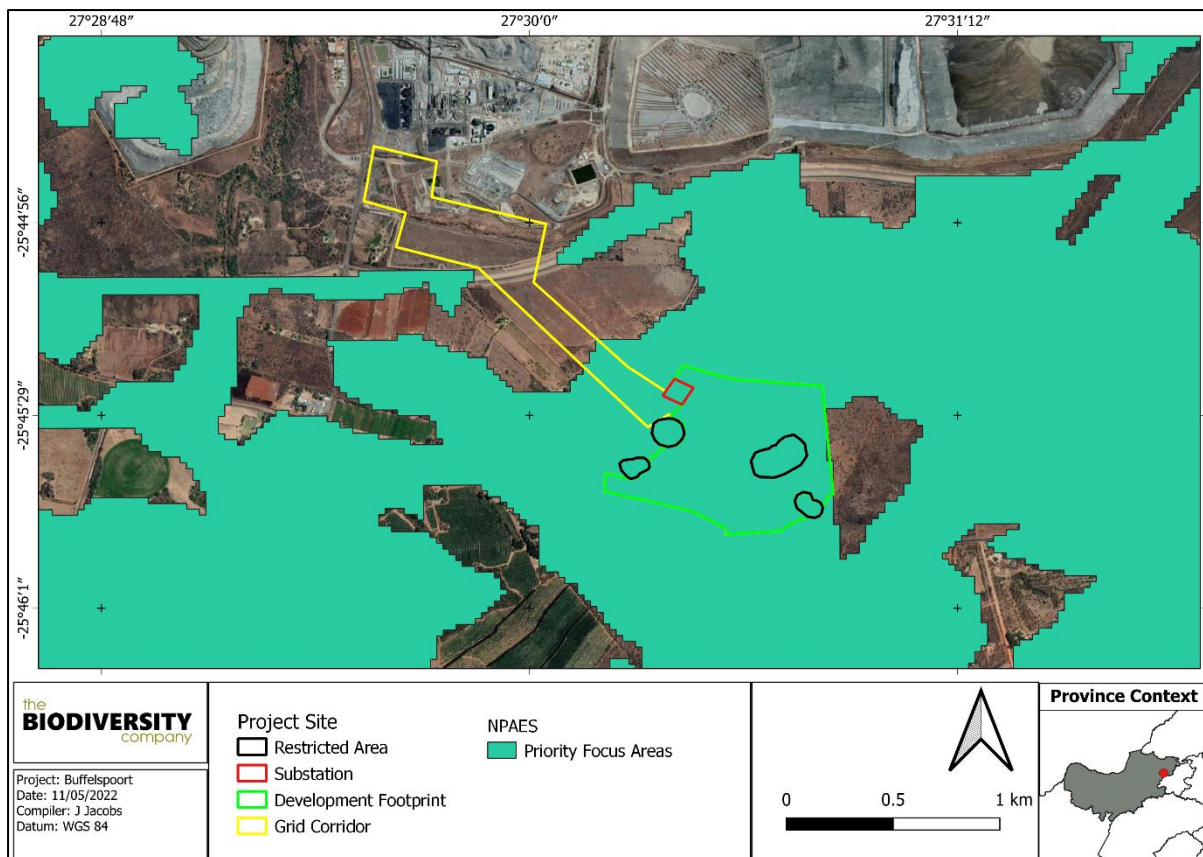 27°28′48″
27°30′0″
27°31′12″
-25°44′56″
-25°45′29″
-25°46′1″
the
BIODIVERSITY
company
Project: Buffelspoort
Date: 11/05/2022
Compiler: J Jacobs
Datum: WGS 84
Project Site
Restricted Area
Substation
Development Footprint
Grid Corridor
NPAES
Priority Focus Areas
0 0.5 1 km
Province Context